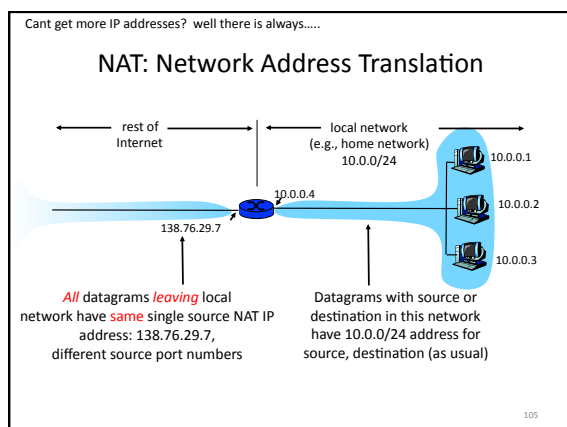 Cant get more IP addresses? well there is always.....
NAT: Network Address Translation
rest of
Internet
local network
(e.g., home network)
10.0.0/24
10.0.0.1
10.0.0.4
10.0.0.2
138.76.29.7
10.0.0.3
All datagrams leaving local
network have same single source NAT IP
address: 138.76.29.7,
different source port numbers
Datagrams with source or
destination in this network
have 10.0.0/24 address for
source, destination (as usual)
105